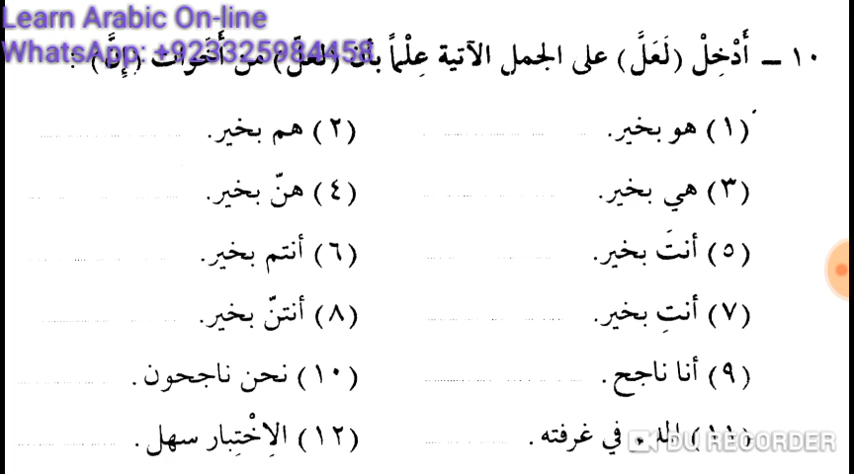 Learn Arabic On-line
WhatsApp: +923325984458
١٠ – أَدْخِلْ (لَعَلَّ) على الجمل الآتية عِلْماً بأن (لعلّ) من أَخَوات (إِنَّ) :
(١) هو بخير. (٢) هم بخير.
(٣) هي بخير. (٤) هنّ بخير.
(٥) أنتَ بخير. (٦) أنتم بخير.
(٧) أنتِ بخير. (٨) أنتنّ بخير.
(٩) أنا ناجح. (١٠) نحن ناجحون.
(١١) في غرفته. (١٢) الاِخْتِبار سهل.
DU RECORDER